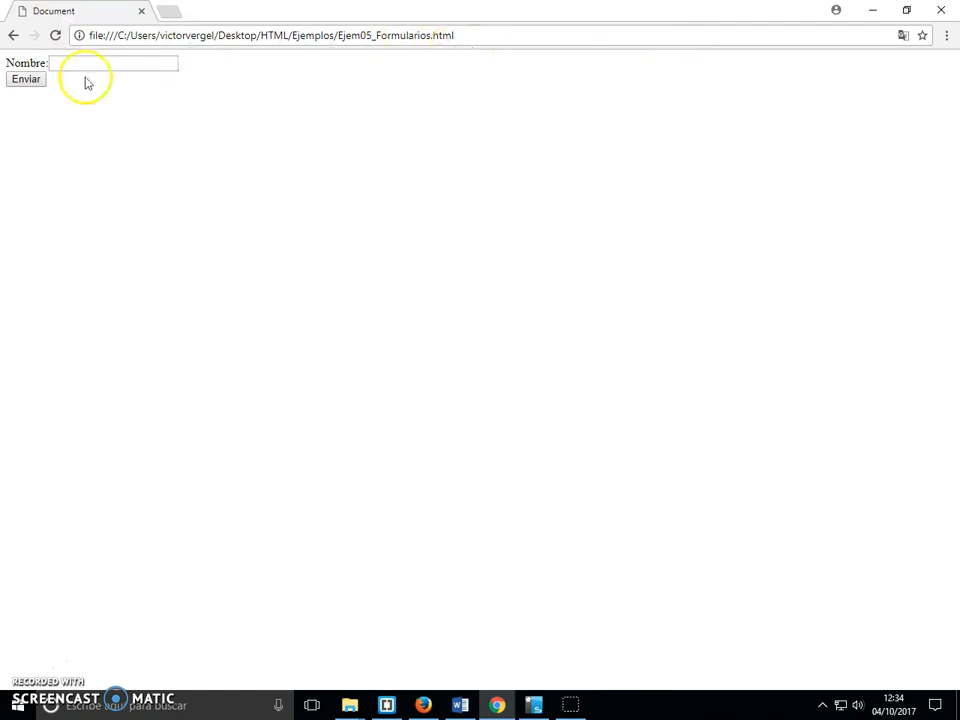 Document
file:///C:/Users/victorvergel/Desktop/HTML/Ejemplos/Ejem05_Formularios.html
Nombre:
Enviar
RECORDED WITH
SCREENCAST MATIC
Escribe aquí para buscar
12:34
04/10/2017